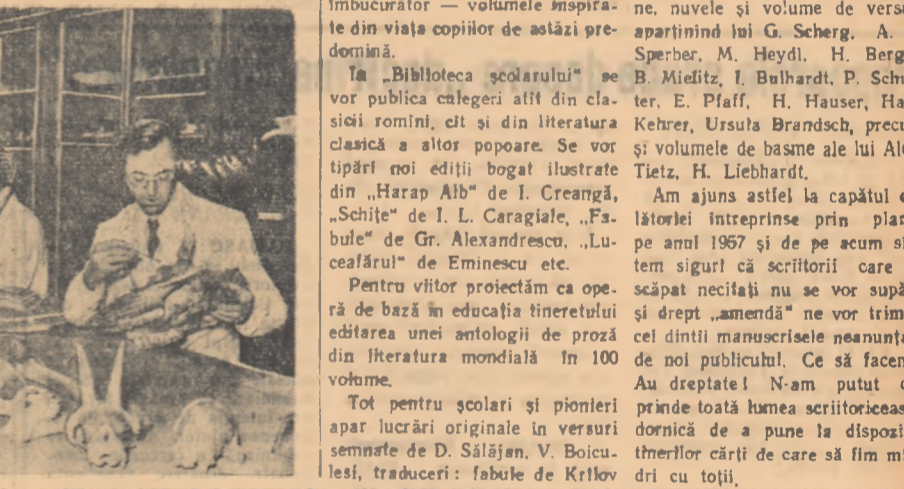 îmbucurător — volumele inspira-
te din viața copiilor de astăzi pre-
domină.
In „Biblioteca școlarului" se
vor publica culegeri atît din cla-
sicii romîni, cît și din literatura
clasică a altor popoare. Se vor
tipări noi ediții bogat ilustrate
din „Harap Alb" de I. Creangă,
„Schițe" de I. L. Caragiale, „Fa-
bule" de Gr. Alexandrescu, „Lu-
ceafărul" de Eminescu etc.
Pentru viitor proiectăm ca ope-
ră de bază în educația tineretului
editarea unei antologii de proză
din literatura mondială în 100
volume.
Tot pentru școlari și pionieri
apar lucrări originale în versuri
semnate de D. Sălăjan, V. Boicu-
lesi, traduceri: fabule de Krîlov
ne, nuvele și volume de versu
aparținînd lui G. Scherg, A.
Sperber, M. Heydl, H. Berg
B. Mielitz, I. Bulhardt, P. Schu
ter, E. Pfaff, H. Hauser, Ha
Kehrer, Ursula Brandsch, precu
și volumele de basme ale lui Ale
Tietz, H. Liebhardt.
Am ajuns astfel la capătul c
lătoriei întreprinse prin plan
pe anul 1957 și de pe acum sî
tem siguri că scriitorii care
scăpat necitați nu se vor supă
și drept „amendă" ne vor trim
cei dintîi manuscrisele neanunța
de noi publicului. Ce să facem
Au dreptate! N-am putut c
prinde toată lumea scriitoriceas
dornică de a pune la dispozi
tinerilor cărți de care să fim mî
dri cu toții.